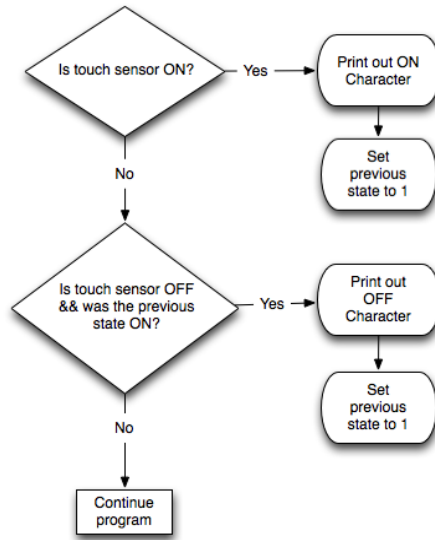 Is touch sensor ON?
Yes
Print out ON
Character
Set
previous
state to 1
No
Is touch sensor OFF
&& was the previous
state ON?
Yes
Print out
OFF
Character
Set
previous
state to 1
No
Continue
program